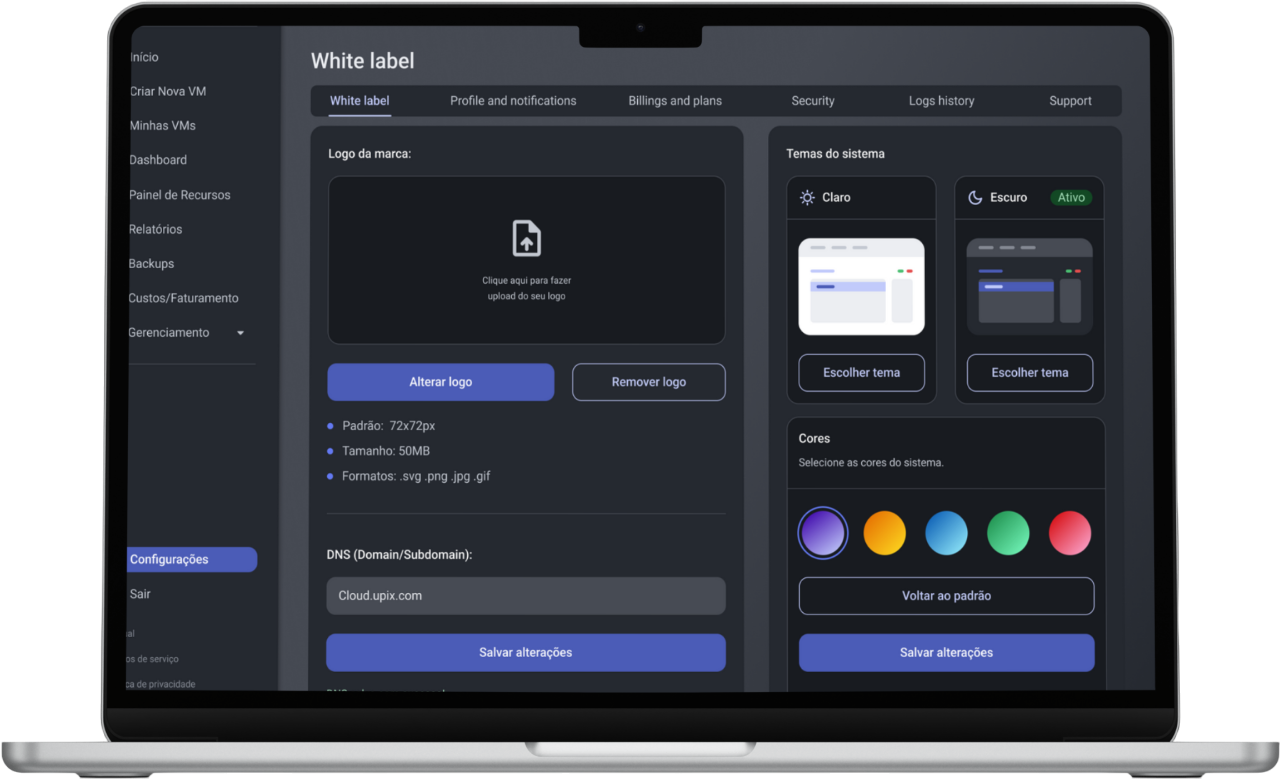 Início
Criar Nova VM
Minhas VMs
Dashboard
Painel de Recursos
Relatórios
Backups
Custos/Faturamento
Gerenciamento
Configurações
Sair
al
os de serviço
ca de privacidade
White label
White label
Profile and notifications
Billings and plans
Security
Logs history
Support
Logo da marca:
Clique aqui para fazer
upload do seu logo
Alterar logo
Remover logo
Padrão: 72x72px
Tamanho: 50MB
Formatos: .svg .png .jpg .gif
DNS (Domain/Subdomain):
Cloud.upix.com
Salvar alterações
Temas do sistema
Claro
Escolher tema
Escuro
Ativo
Escolher tema
Cores
Selecione as cores do sistema.
Voltar ao padrão
Salvar alterações